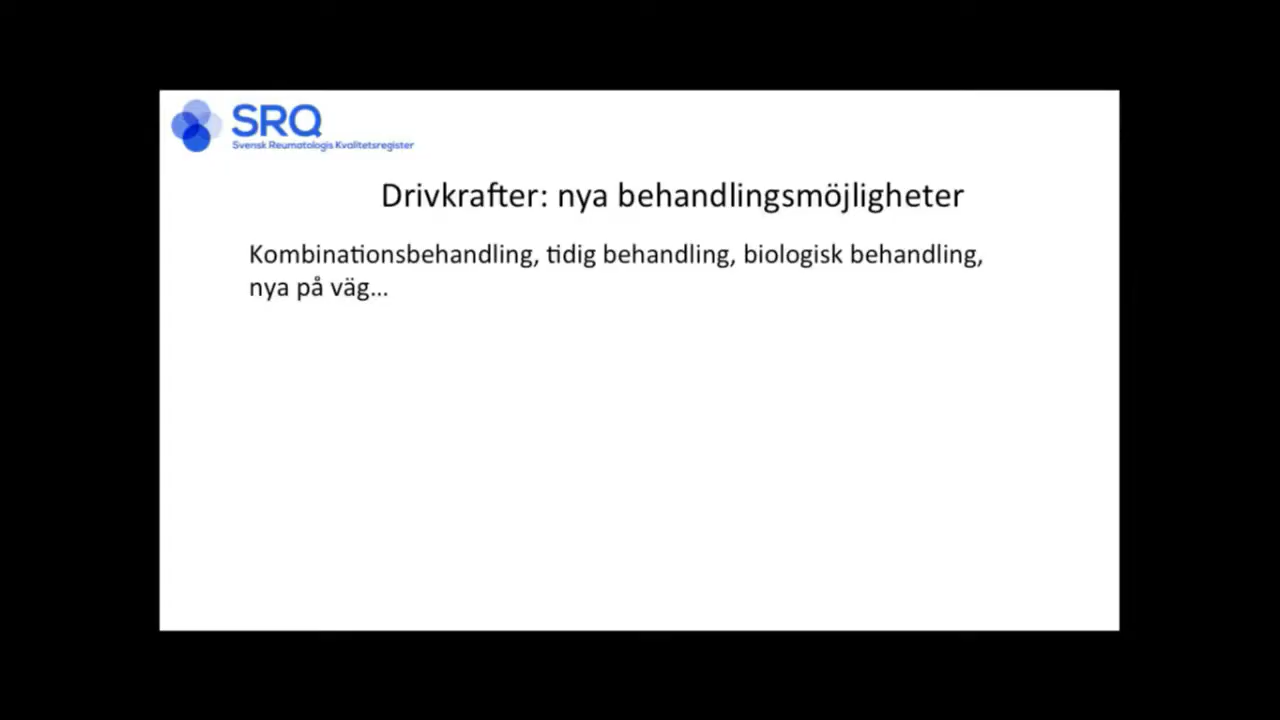 SRQ
Svensk Reumatologis Kvalitetsregister
Drivkrafter: nya behandlingsmöjligheter
Kombinationsbehandling, tidig behandling, biologisk behandling,
nya på väg...